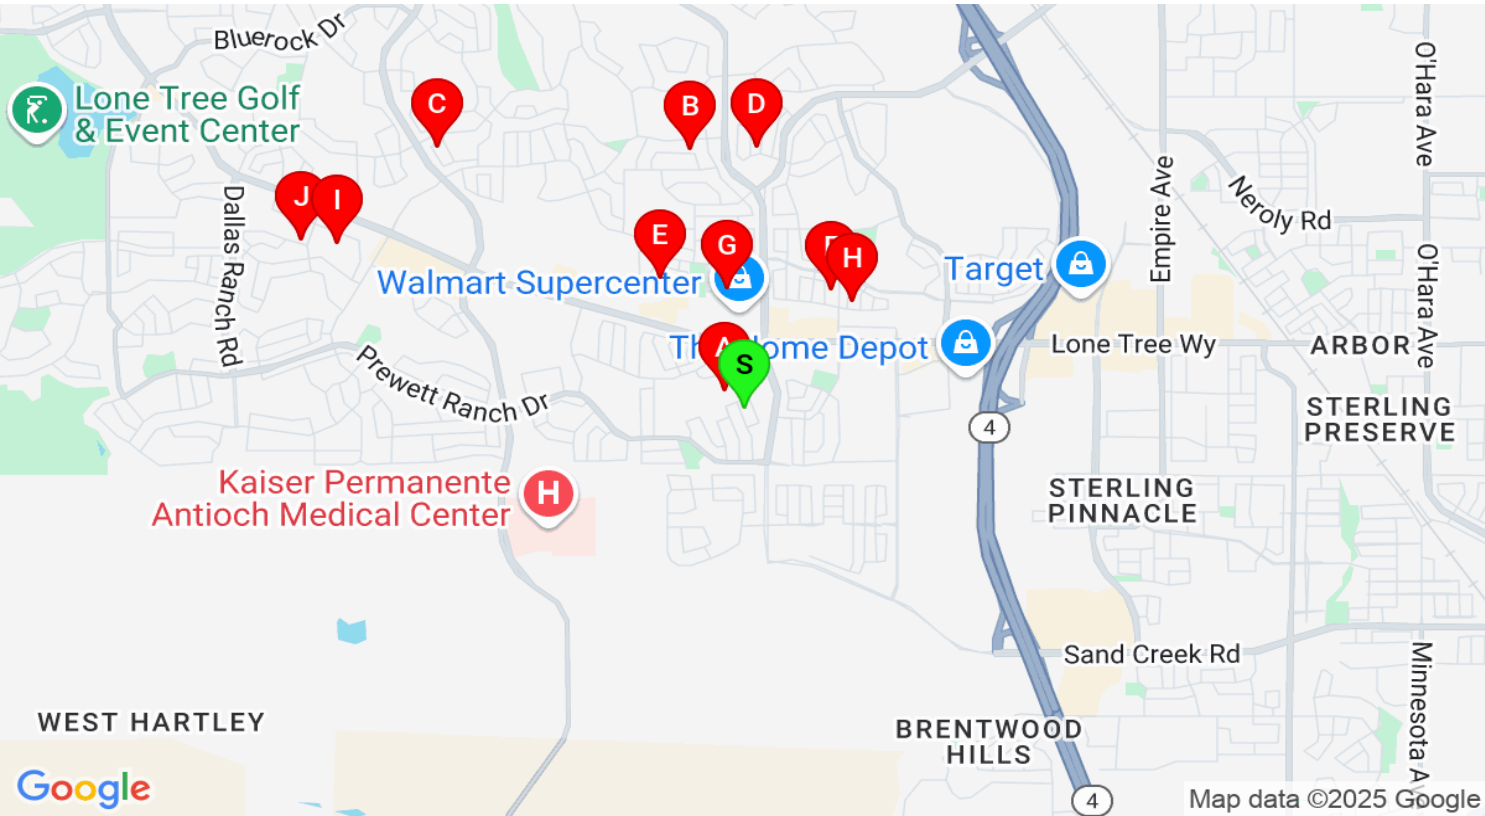 Bluerock Dr
Lone Tree Golf
& Event Center
C
B
D
O'Hara Ave
Empire Ave
Neroly Rd
J
I
Dallas Ranch Rd
E
G
H
Walmart Supercenter
Target
O'Hara Ave
A
S
Home Depot
Lone Tree Wy
ARBOR
Prewett Ranch Dr
4
STERLING
PRESERVE
Kaiser Permanente
Antioch Medical Center
H
STERLING
PINNACLE
Sand Creek Rd
Minnesota Av
WEST HARTLEY
BRENTWOOD
HILLS
Google
4
Map data ©2025 Google